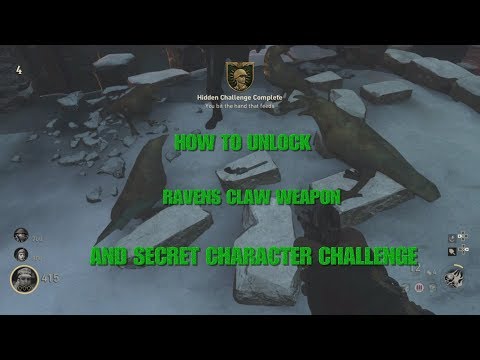 4
Hidden Challenge Complete
You bit the hand that feeds
HOW TO UNLOCK
RAVENS CLAW WEAPON
AND SECRET CHARACTER CHALLENGE
415